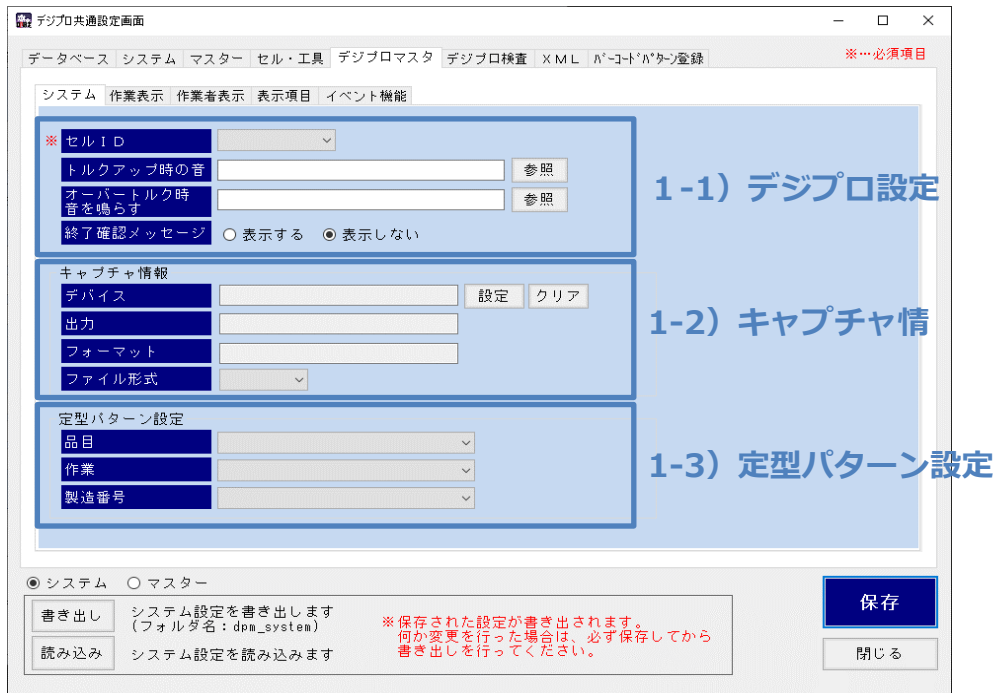 デジプロ共通設定画面
データベース システム マスター セル・工具 デジプロマスタ デジプロ検査 XML バーコードパターン登録
※…必須項目
システム 作業表示 作業者表示 表示項目 イベント機能
※ セルID
トルクアップ時の音 参照
オーバートルク時
音を鳴らす 参照
終了確認メッセージ 表示する 表示しない
1-1）デジプロ設定
キャプチャ情報
デバイス 設定 クリア
出力
フォーマット
ファイル形式
1-2）キャプチャ情
定型パターン設定
品目
作業
製造番号
1-3）定型パターン設定
システム マスター
書き出し システム設定を書き出します
(フォルダ名：dpm_system)
読み込み システム設定を読み込みます
※保存された設定が書き出されます。
何か変更を行った場合は、必ず保存してから
書き出しを行ってください。
保存
閉じる